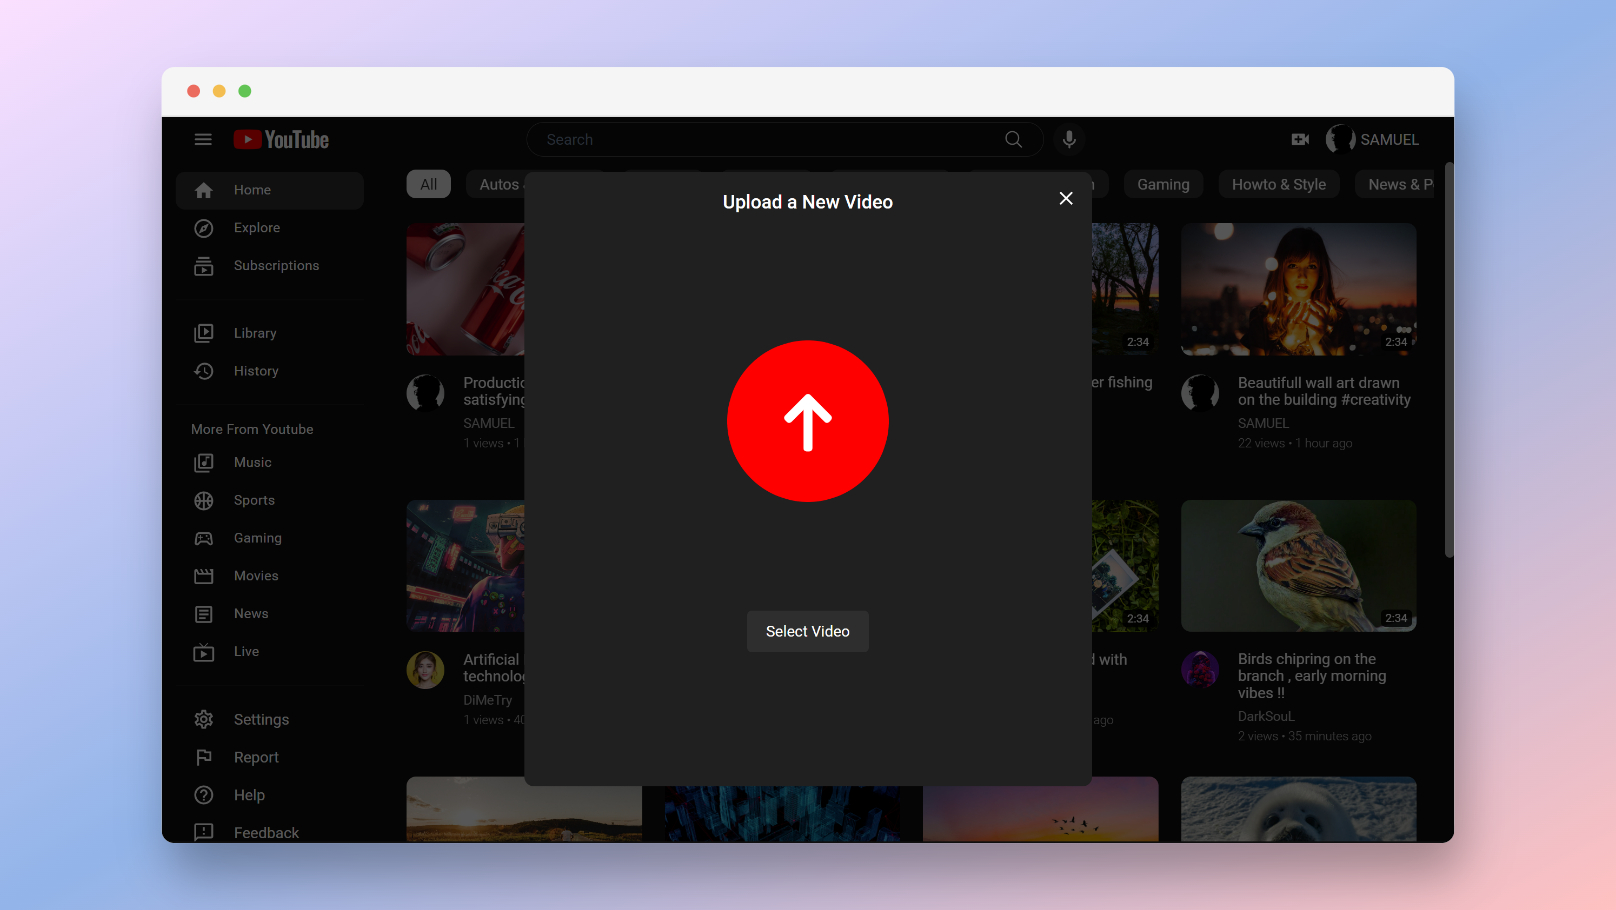 YouTube
Search
SAMUEL
Home
Explore
Subscriptions
Library
History
More From Youtube
Music
Sports
Gaming
Movies
News
Live
Settings
Report
Help
Feedback
All
Autos
Gaming
Howto & Style
News & P
Upload a New Video
Select Video
2:34
2:34
Productio
satisfying
SAMUEL
1 views • 1
er fishing
Beautifull wall art drawn
on the building #creativity
SAMUEL
22 views • 1 hour ago
2:34
2:34
Artificial
technolog
DiMeTry
1 views • 40
d with
ago
Birds chipring on the
branch , early morning
vibes !!
DarkSouL
2 views • 35 minutes ago